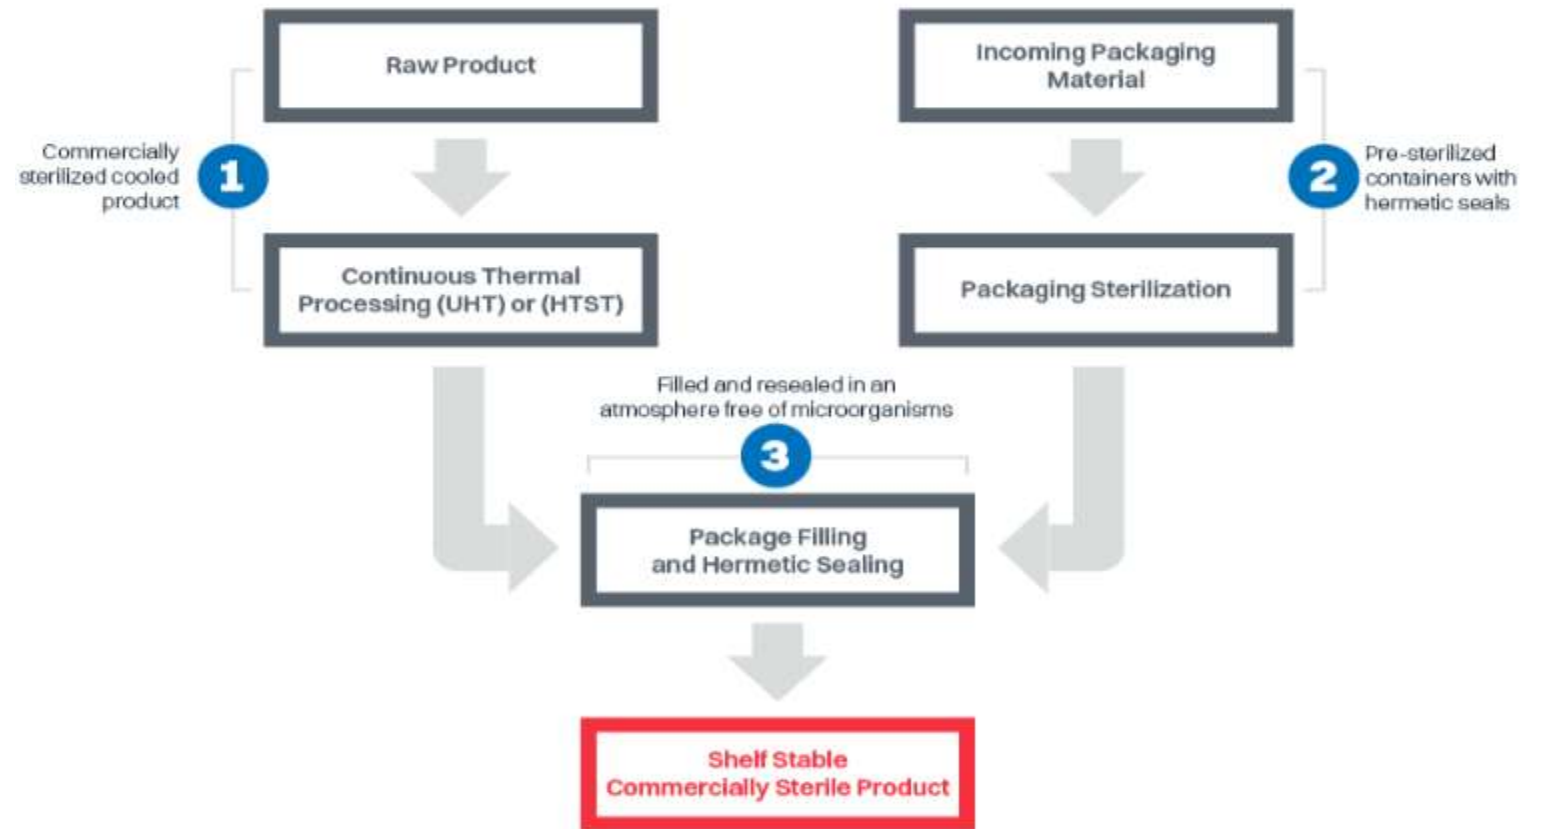 Raw Product
Incoming Packaging
Material
Commercially
sterilized cooled
product
1
2
Pre-sterilized
containers with
hermetic seals
Continuous Thermal
Processing (UHT) or (HTST)
Packaging Sterilization
Filled and resealed in an
atmosphere free of microorganisms
3
Package Filling
and Hermetic Sealing
Shelf Stable
Commercially Sterile Product